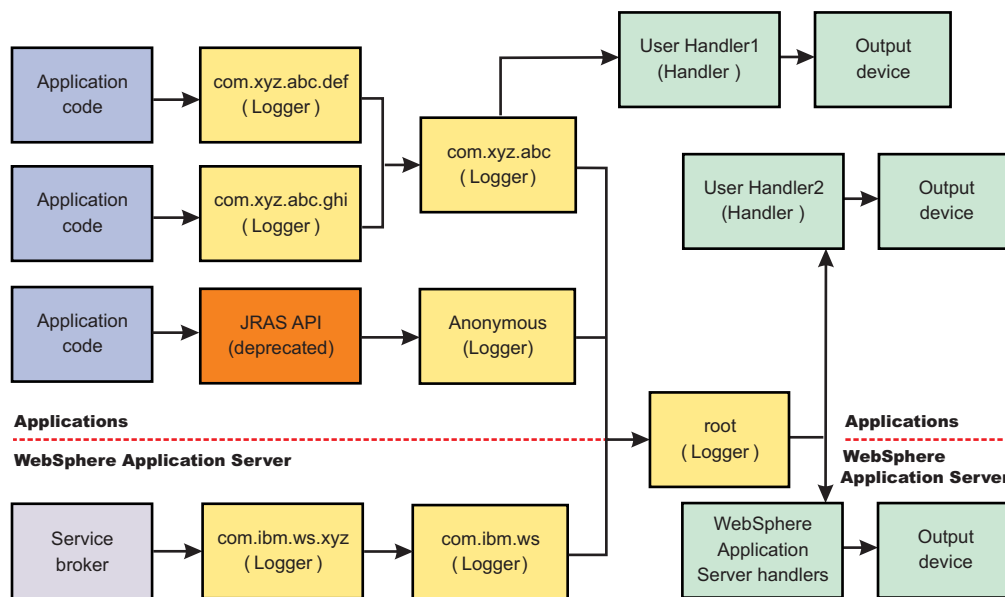 Application
code
com.xyz.abc.def
( Logger )
User Handler1
(Handler )
Output
device
com.xyz.abc
( Logger )
Application
code
com.xyz.abc.ghi
( Logger )
User Handler2
(Handler )
Output
device
Application
code
JRAS API
(deprecated)
Anonymous
(Logger)
Applications
WebSphere Application Server
root
( Logger )
Applications
WebSphere
Application Server
Service
broker
com.ibm.ws.xyz
( Logger )
com.ibm.ws
( Logger )
WebSphere
Application
Server handlers
Output
device